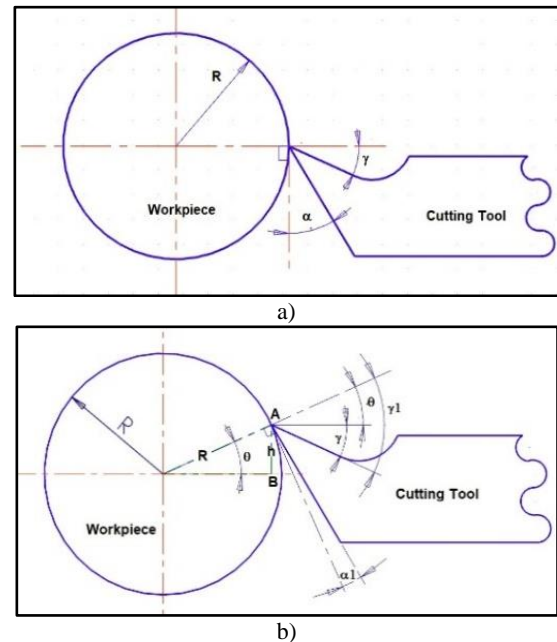 R
γ
Workpiece
α
Cutting Tool
a)
R
A
θ
γ1
γ
R
θ
h
B
Cutting Tool
Workpiece
α1
b)